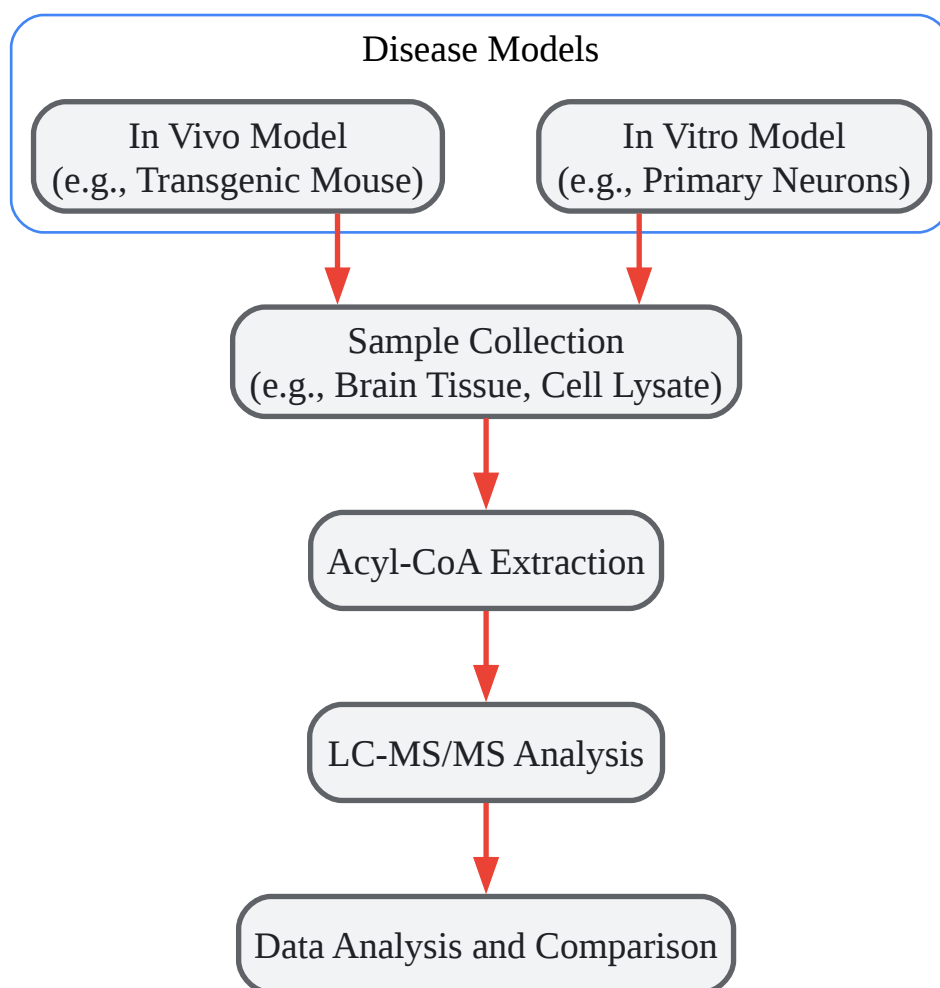 Disease Models
In Vivo Model
(e.g., Transgenic Mouse)
In Vitro Model
(e.g., Primary Neurons)
Sample Collection
(e.g., Brain Tissue, Cell Lysate)
Acyl-CoA Extraction
LC-MS/MS Analysis
Data Analysis and Comparison